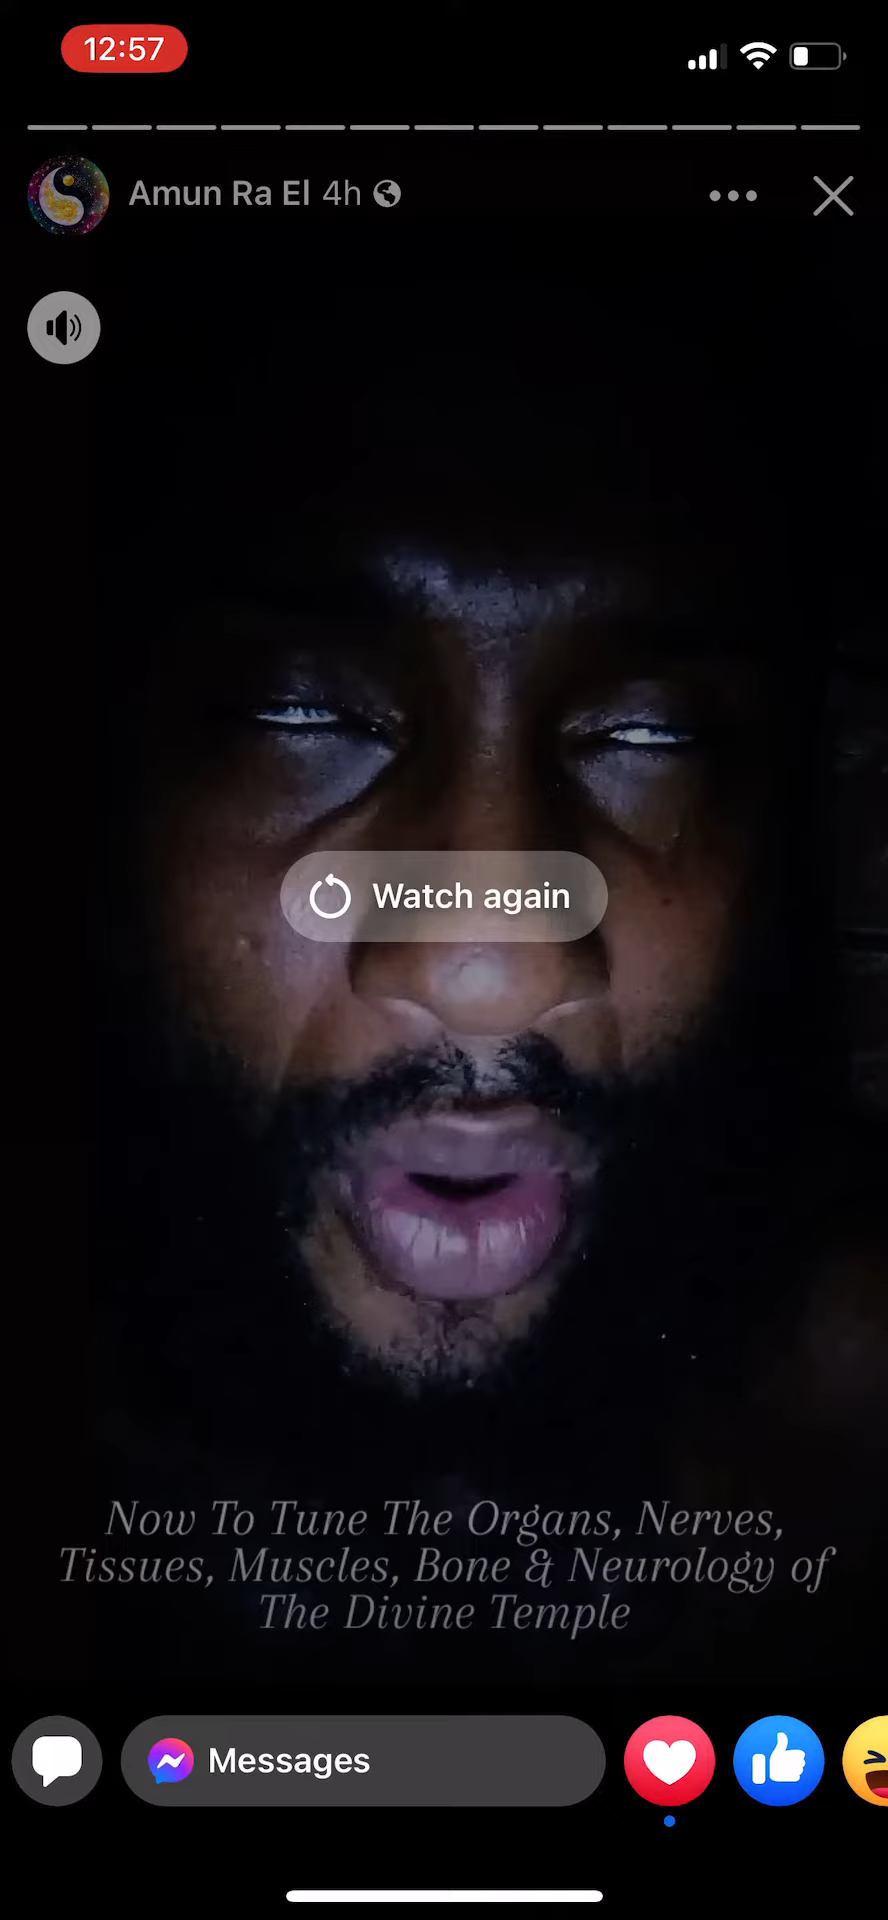 12:57
Amun Ra El 4h
Watch again
Now To Tune The Organs, Nerves,
Tissues, Muscles, Bone & Neurology of
The Divine Temple
Messages